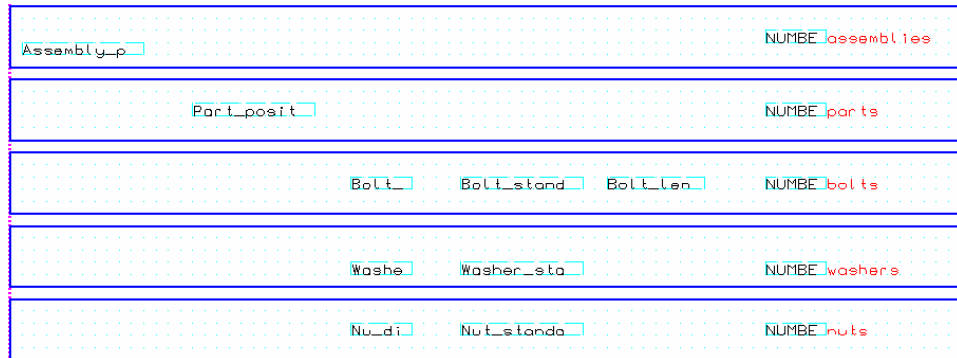 NUMBE assemblies
Assembly_p
Part_posit NUMBE parts
Bolt_ Bolt_stand Bolt_len NUMBE bolts
Washe Washer_sta NUMBE washers
Nu_di Nut_standa NUMBE nuts